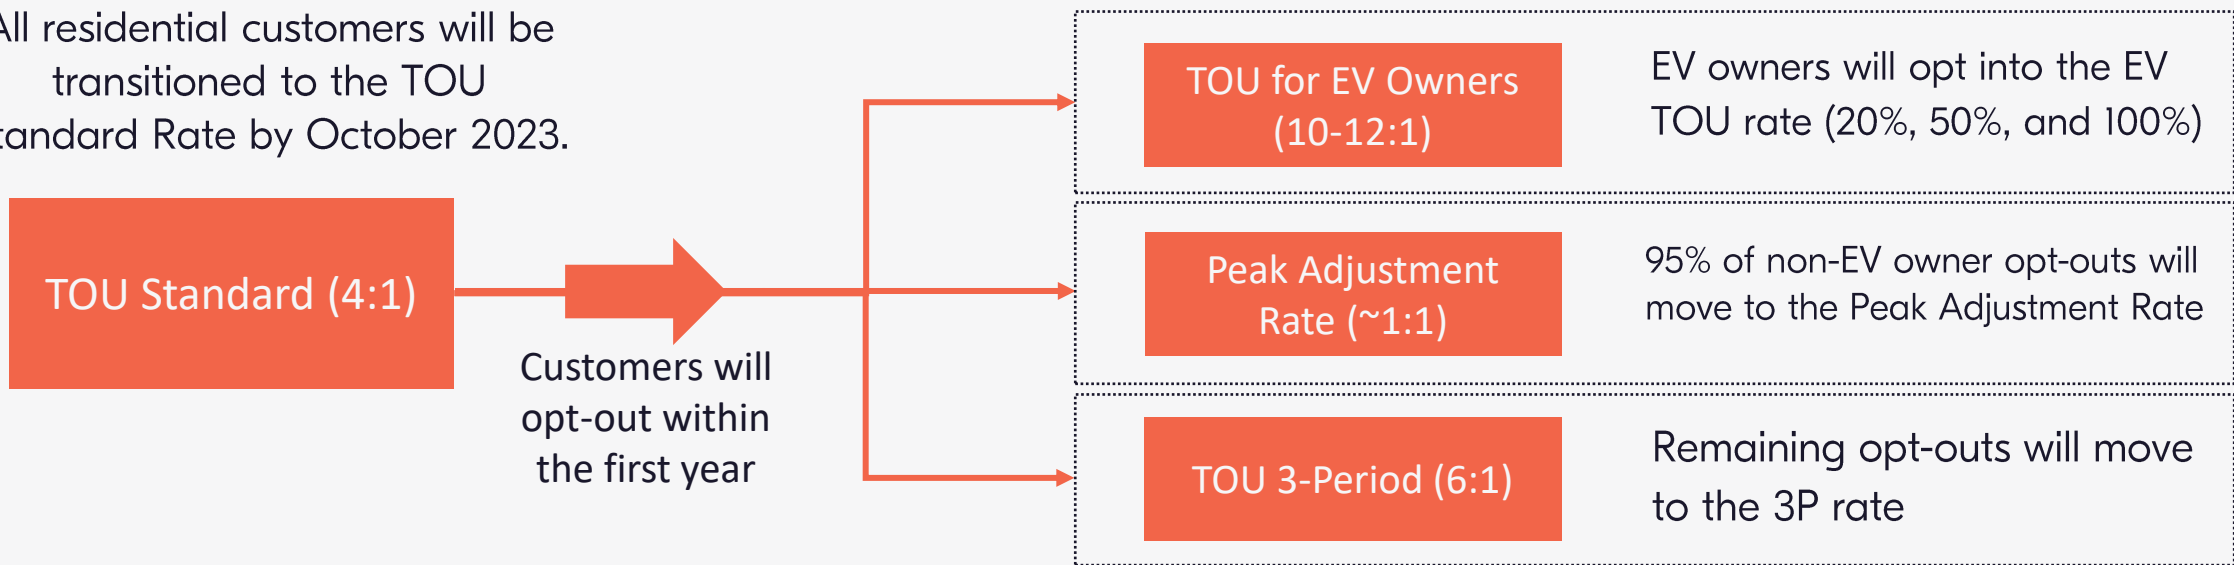 All residential customers will be
transitioned to the TOU
tandard Rate by October 2023.
TOU Standard (4:1)
Customers will
opt-out within
the first year
TOU for EV Owners
(10-12:1)
EV owners will opt into the EV
TOU rate (20%, 50%, and 100%)
Peak Adjustment
Rate (~1:1)
95% of non-EV owner opt-outs will
move to the Peak Adjustment Rate
TOU 3-Period (6:1)
Remaining opt-outs will move
to the 3P rate